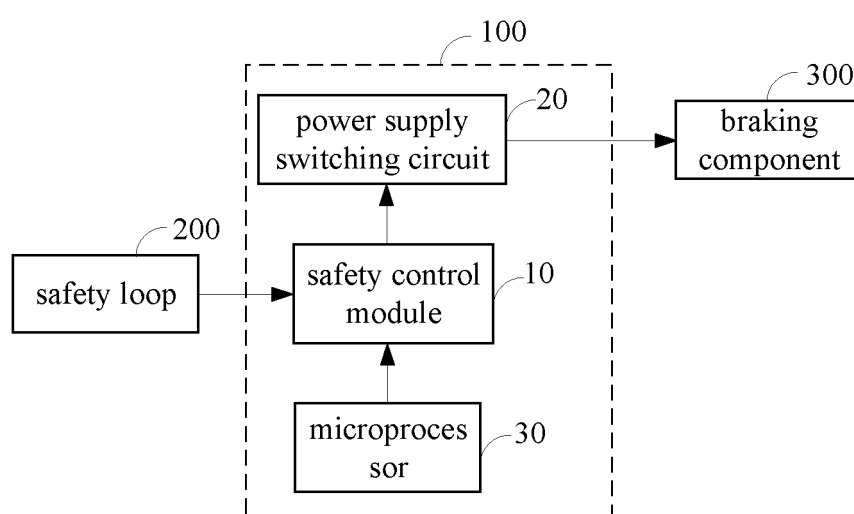 100
power supply
switching circuit
20
300
braking
component
200
safety loop
safety control
module
10
microproces
sor
30